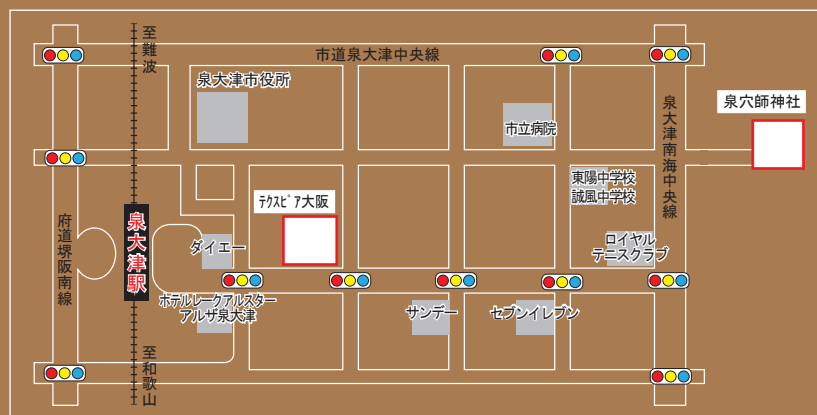 至難波
市道泉大津中央線
泉大津市役所
市立病院
泉大津南海中央線
泉穴師神社
東陽中学校
誠風中学校
テクスピア大阪
府道堺阪南線
泉大津駅
ダイエー
ロイヤル
テニスクラブ
ホテルレークアルスター
アルザ泉大津
サンデー
セブンイレブン
至和歌山